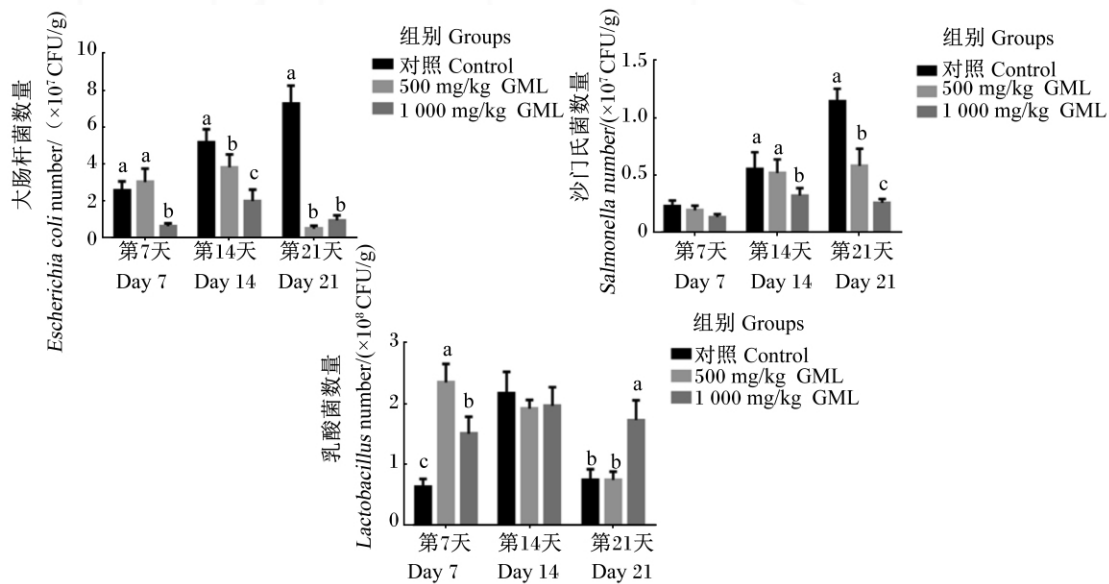 组别 Groups
对照 Control
500 mg/kg GML
1 000 mg/kg GML
大肠杆菌数量
Escherichia coli number/（×10⁷ CFU/g)
10
8
6
4
2
0
a
a
b
a
b
c
a
b
b
第7天
第14天
第21天
Day 7
Day 14
Day 21
组别 Groups
对照 Control
500 mg/kg GML
1 000 mg/kg GML
沙门氏菌数量
Salmonella number/(×10⁷ CFU/g)
1.5
1.0
0.5
0
a
a
b
a
b
c
第7天
第14天
第21天
Day 7
Day 14
Day 21
组别 Groups
对照 Control
500 mg/kg GML
1 000 mg/kg GML
乳酸菌数量
Lactobacillus number/(×10⁸ CFU/g)
3
2
1
0
c
a
b
b
b
a
第7天
第14天
第21天
Day 7
Day 14
Day 21